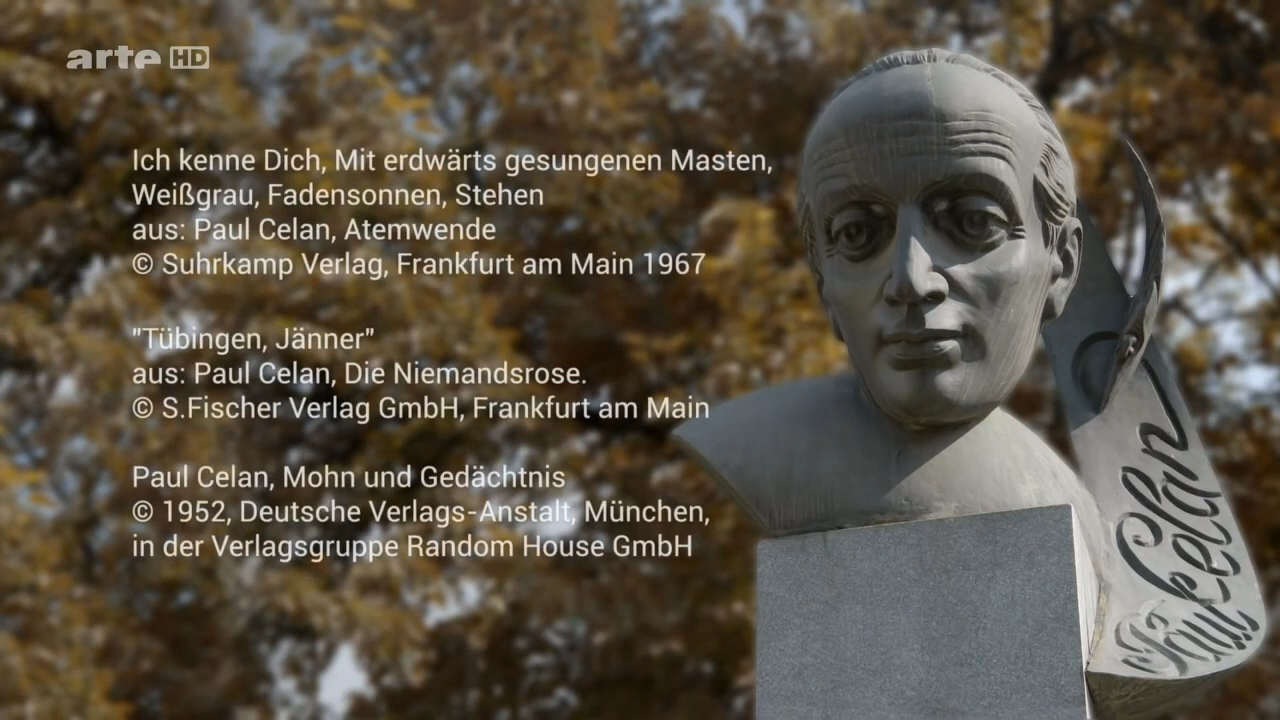 arte HD
Ich kenne Dich, Mit erdwärts gesungenen Masten,
Weißgrau, Fadensonnen, Stehen
aus: Paul Celan, Atemwende
© Suhrkamp Verlag, Frankfurt am Main 1967
"Tübingen, Jänner"
aus: Paul Celan, Die Niemandsrose.
© S.Fischer Verlag GmbH, Frankfurt am Main
Paul Celan, Mohn und Gedächtnis
© 1952, Deutsche Verlags-Anstalt, München,
in der Verlagsgruppe Random House GmbH
Paul Celan